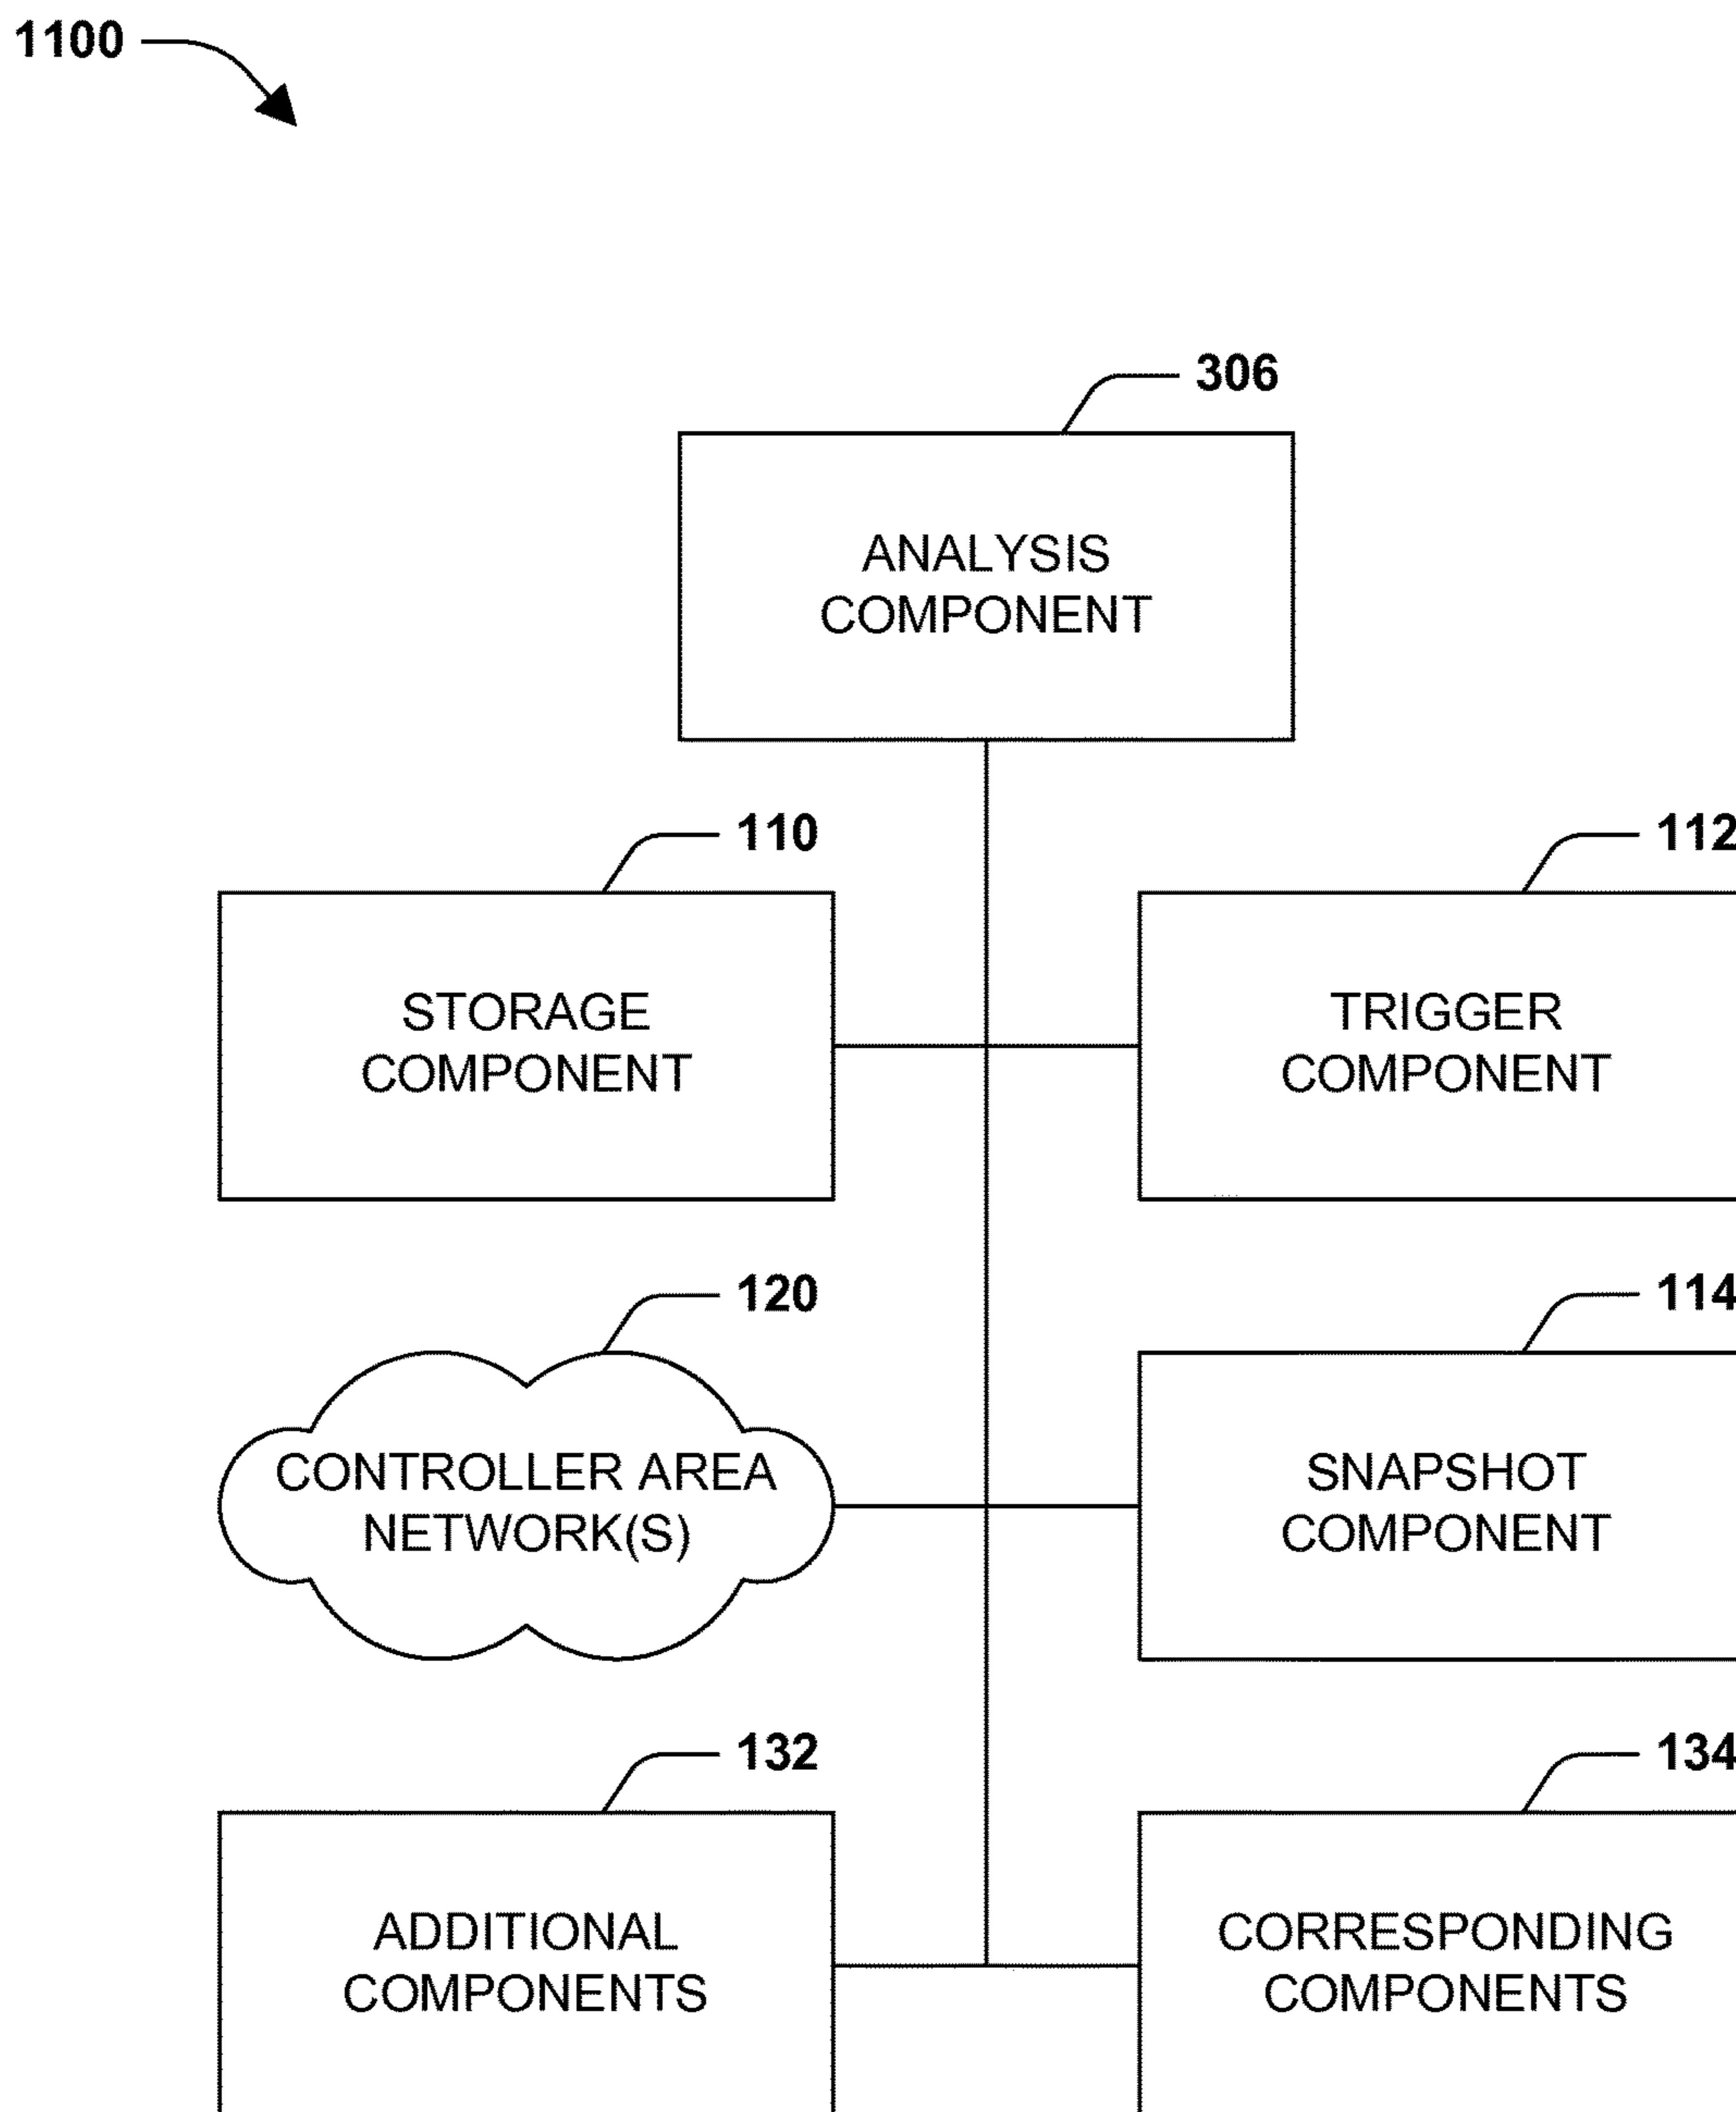 1100
306
ANALYSIS
COMPONENT
110
STORAGE
COMPONENT
112
TRIGGER
COMPONENT
120
CONTROLLER AREA
NETWORK(S)
114
SNAPSHOT
COMPONENT
132
ADDITIONAL
COMPONENTS
134
CORRESPONDING
COMPONENTS